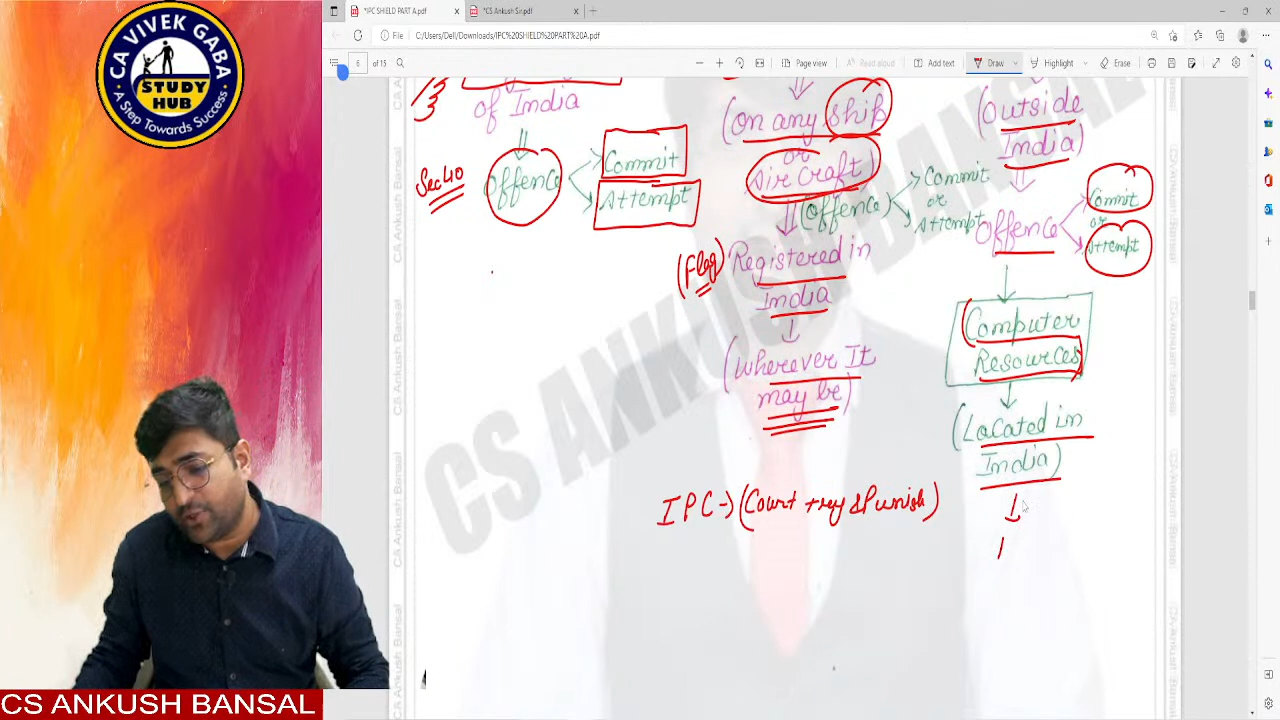 *IPC SHIELD PART A.pdf
*CS Ankush Sir.pdf
File
C:/Users/Dell/Downloads/IPC%20SHIELD%20PART%20A.pdf
6 of 15
Page view
Read aloud
Add text
Draw
Highlight
Erase
CA VIVEK GABA
STUDY
HUB
A Step Towards Success
of India
Offence
Commit
Attempt
Sec 40
(On any ship
or
Air Craft)
(Offence)
Commit
or
Attempt
(Flag)
Registered in
India
(Wherever It
may be)
(Outside
India)
Offence
Commit
or
Attempt
Computer
Resources
(Located in
India)
IPC → (Court try & Punish)
CS ANKUSH BANSAL
CS ANKUSH BANSAL